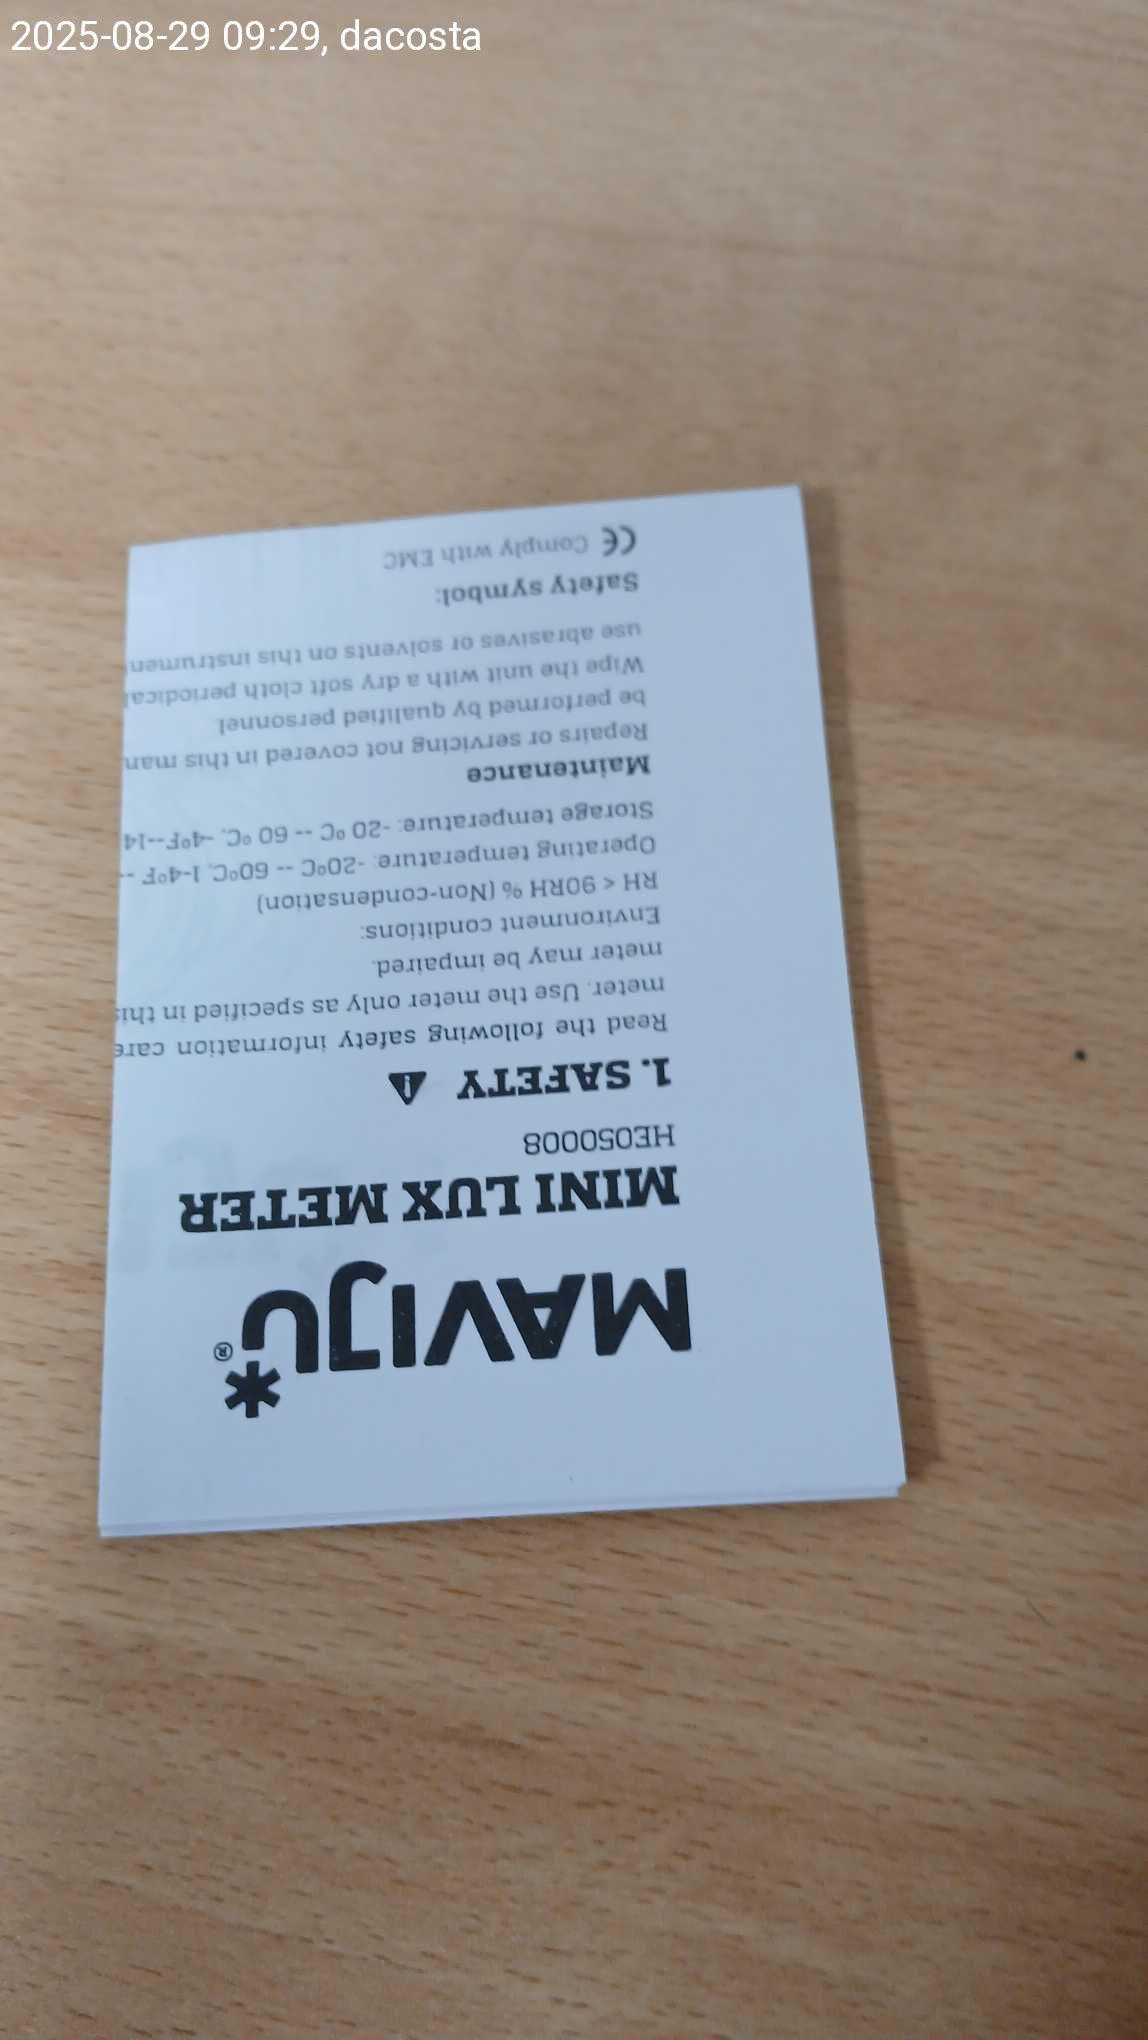 2025-08-29 09:29, dacosta
MAVIJU®
MINI LUX METER
HE050008
1. SAFETY
Read the following safety information care
meter. Use the meter only as specified in this
meter may be impaired.
Environment conditions:
RH < 90RH % (Non-condensation)
Operating temperature: -20ºC -- 60ºC, 1-4ºF --
Storage temperature: -20 ºC -- 60 ºC, -4ºF--14
Maintenance
Repairs or servicing not covered in this man
be performed by qualified personnel.
Wipe the unit with a dry soft cloth periodical
use abrasives or solvents on this instrumen
Safety symbol:
CE Comply with EMC